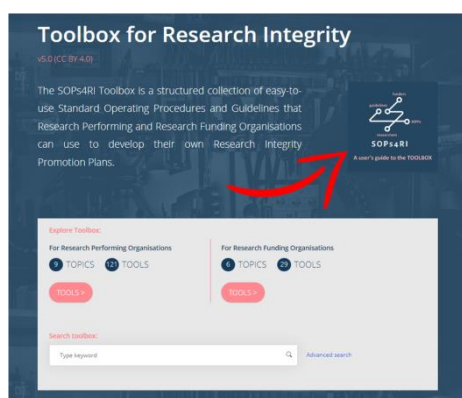 Toolbox for Research Integrity
v5.0 (CC BY 4.0)
The SOPs4RI Toolbox is a structured collection of easy-to-
use Standard Operating Procedures and Guidelines that
Research Performing and Research Funding Organisations
can use to develop their own Research Integrity
Promotion Plans.
guidelines
SOPs4RI
A user's guide to the TOOLBOX
Explore Toolbox:
For Research Performing Organisations
9 TOPICS 121 TOOLS
TOOLS >
For Research Funding Organisations
6 TOPICS 29 TOOLS
TOOLS >
Search toolbox:
Type keyword
Advanced search